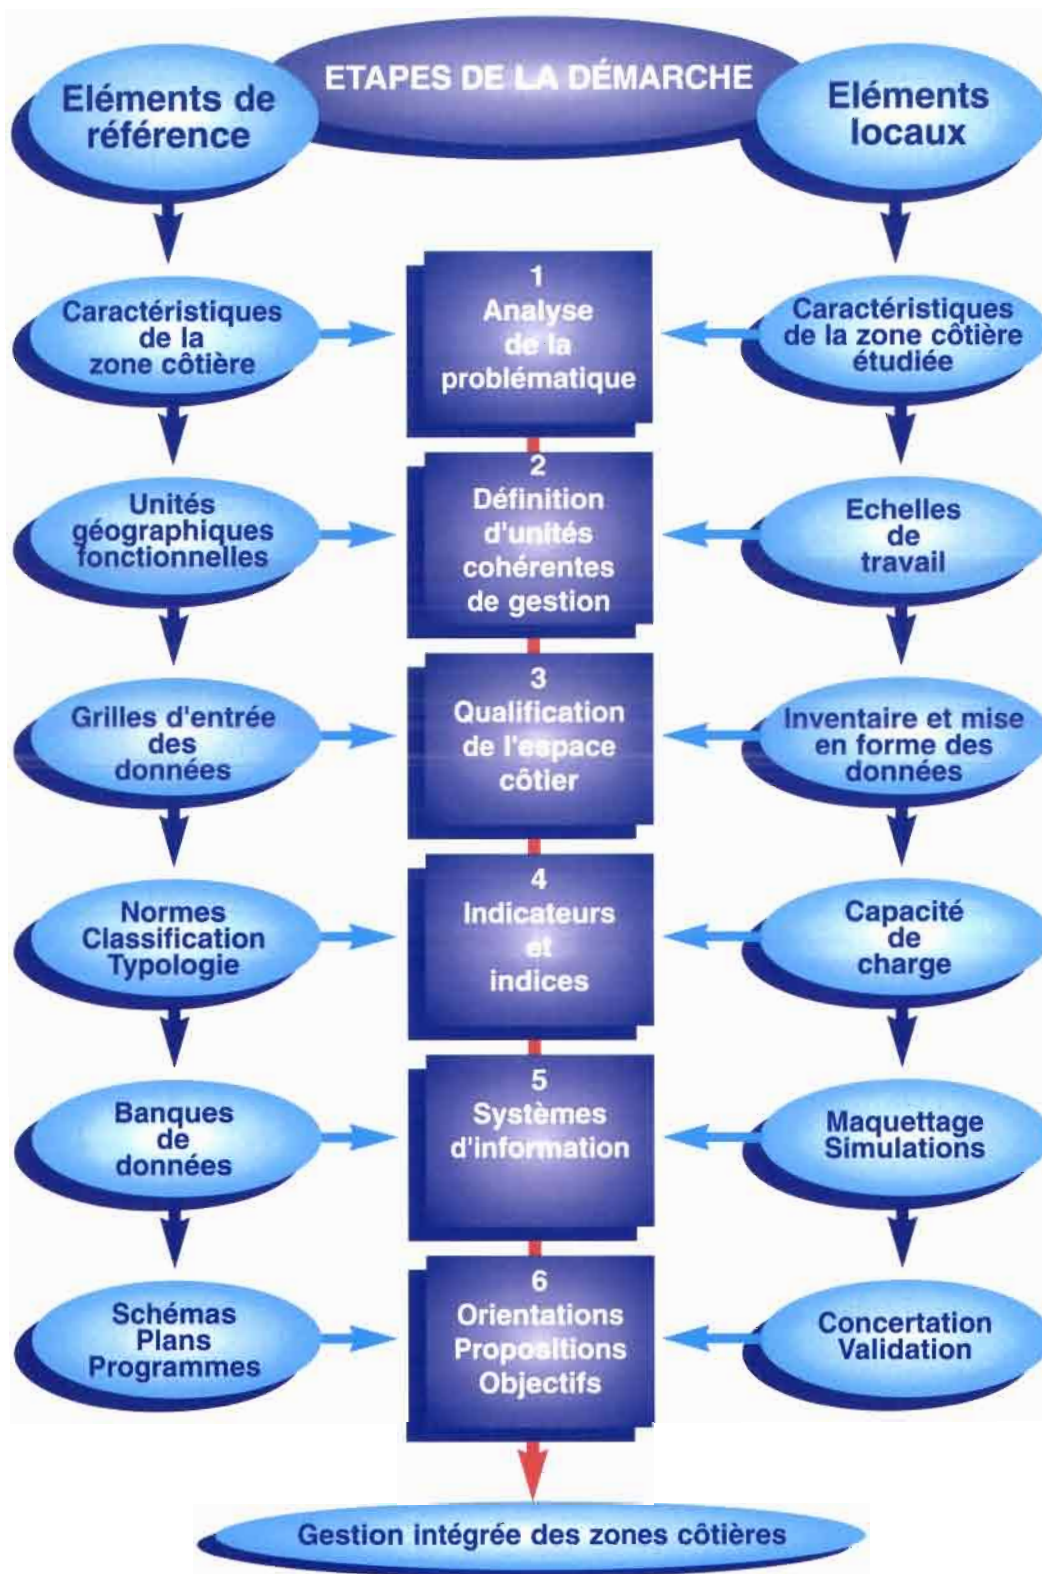 ETAPES DE LA DÉMARCHE
Eléments de
référence
Eléments
locaux
Caractéristiques
de la
zone côtière
1
Analyse
de la
problématique
Caractéristiques
de la zone côtière
étudiée
Unités
géographiques
fonctionnelles
2
Définition
d'unités
cohérentes
de gestion
Echelles
de
travail
Grilles d'entrée
des
données
3
Qualification
de l'espace
côtier
Inventaire et mise
en forme des
données
Normes
Classification
Typologie
4
Indicateurs
et
indices
Capacité
de
charge
Banques
de
données
5
Systèmes
d'information
Maquettage
Simulations
Schémas
Plans
Programmes
6
Orientations
Propositions
Objectifs
Concertation
Validation
Gestion intégrée des zones côtières